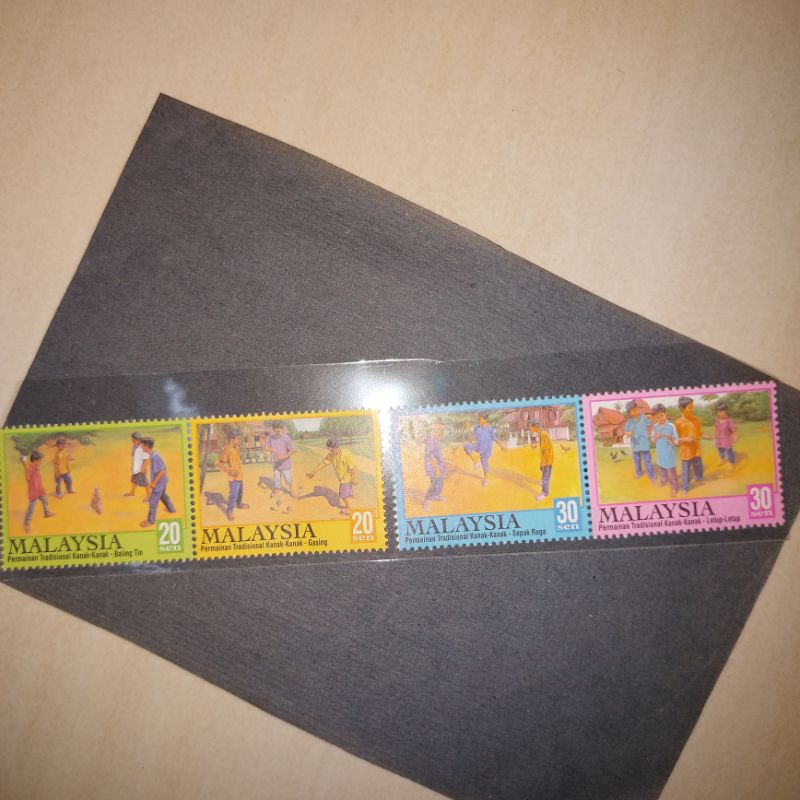 MALAYSIA
20
sen
Permainan Tradisional Kanak-Kanak - Baling Tin
MALAYSIA
20
sen
Permainan Tradisional Kanak-Kanak - Gasing
MALAYSIA
30
sen
Permainan Tradisional Kanak-Kanak - Sepak Raga
MALAYSIA
30
sen
Permainan Tradisional Kanak-Kanak - Letup-Letup